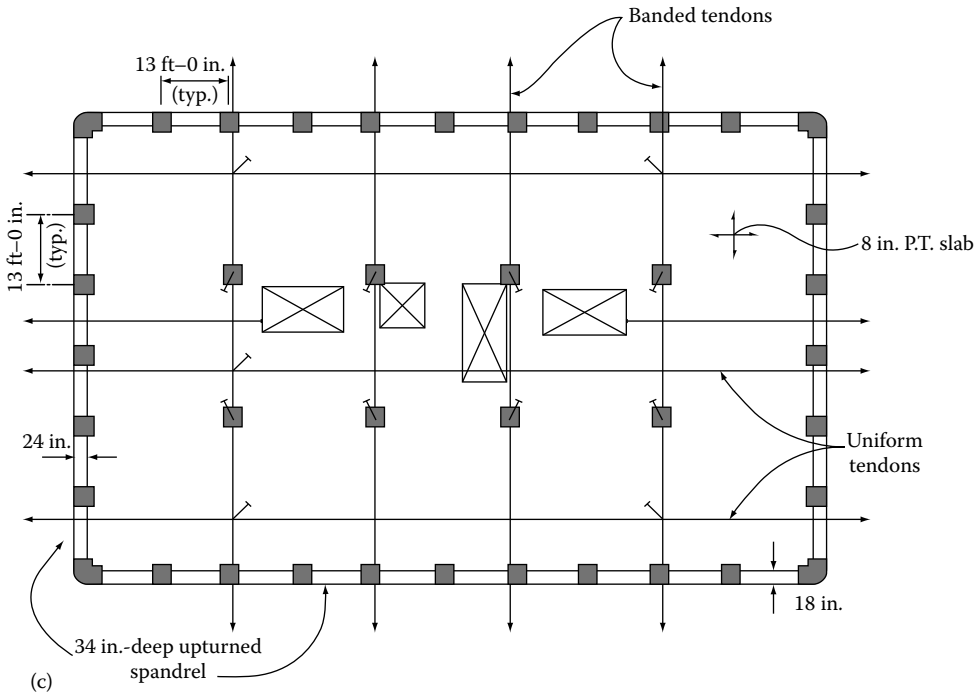 Banded tendons
13 ft–0 in.
(typ.)
13 ft–0 in.
(typ.)
8 in. P.T. slab
24 in.
Uniform
tendons
18 in.
34 in.-deep upturned
spandrel
(c)